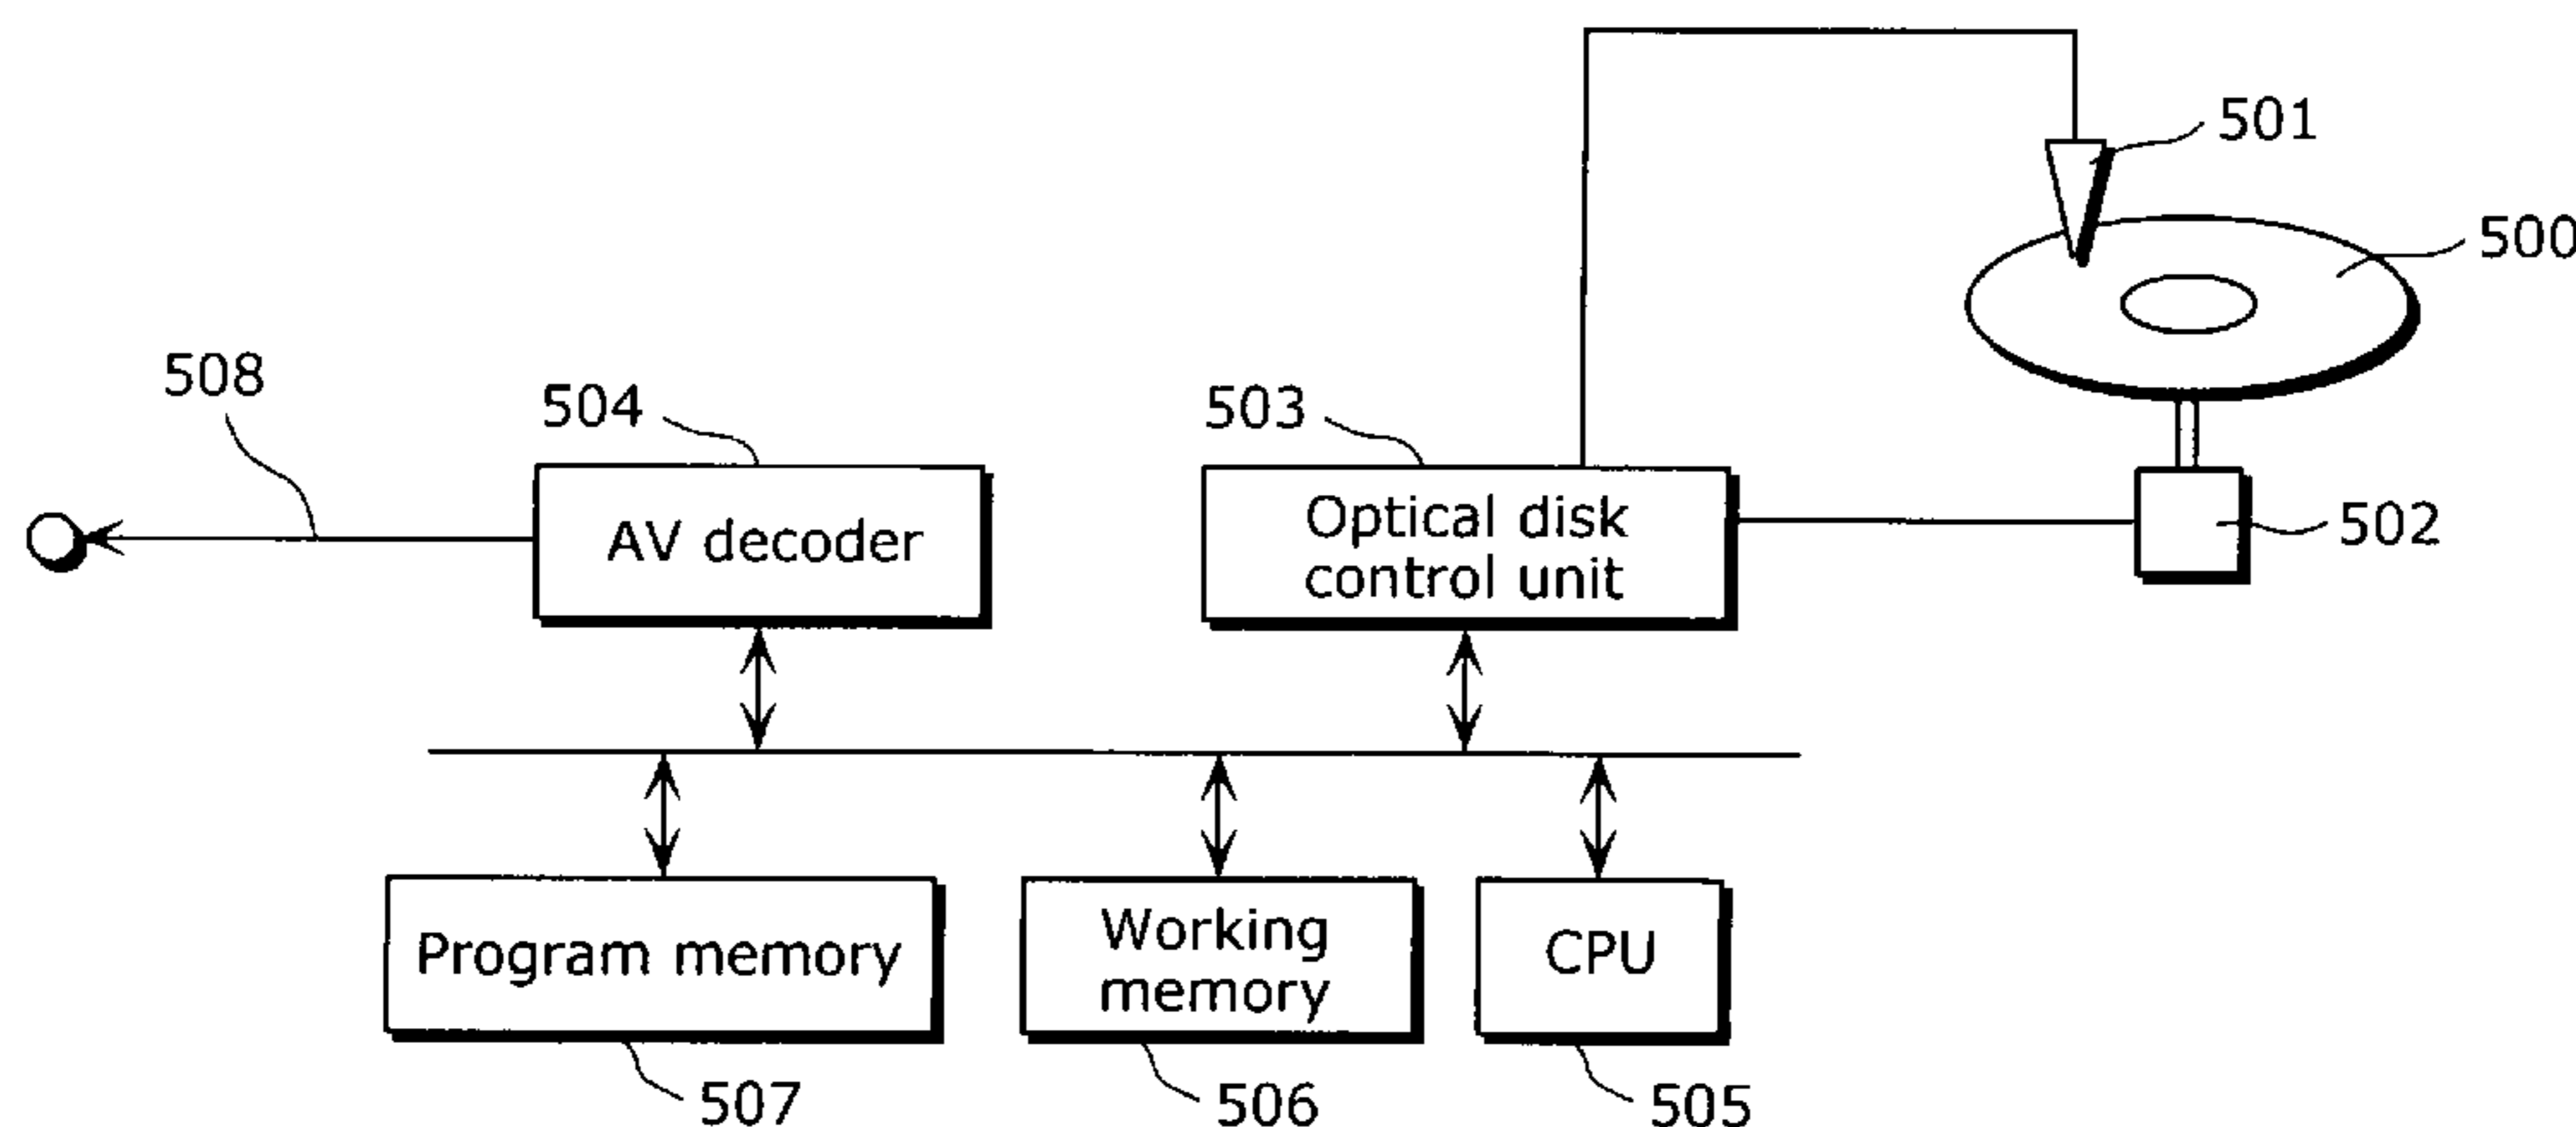 501
500
508
504
503
AV decoder
Optical disk
control unit
502
Program memory
Working
memory
CPU
507
506
505